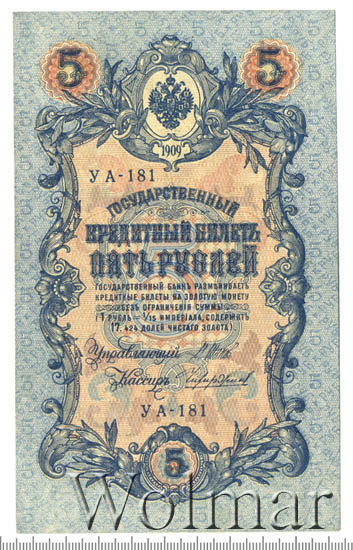 5 5
1909
УА-181
ГОСУДАРСТВЕННЫЙ
КРЕДИТНЫЙ БИЛЕТЪ
ПЯТЬ РУБЛЕЙ
ГОСУДАРСТВЕННЫЙ БАНКЪ РАЗМѢНИВАЕТЪ
КРЕДИТНЫЕ БИЛЕТЫ НА ЗОЛОТУЮ МОНЕТУ
БЕЗЪ ОГРАНИЧЕНІЯ СУММЫ
(1 РУБЛЬ = 1/15 ИМПЕРІАЛА, СОДЕРЖИТЪ
17,424 ДОЛЕЙ ЧИСТАГО ЗОЛОТА).
Управляющій
Кассиръ
УА-181
5
Wolmar